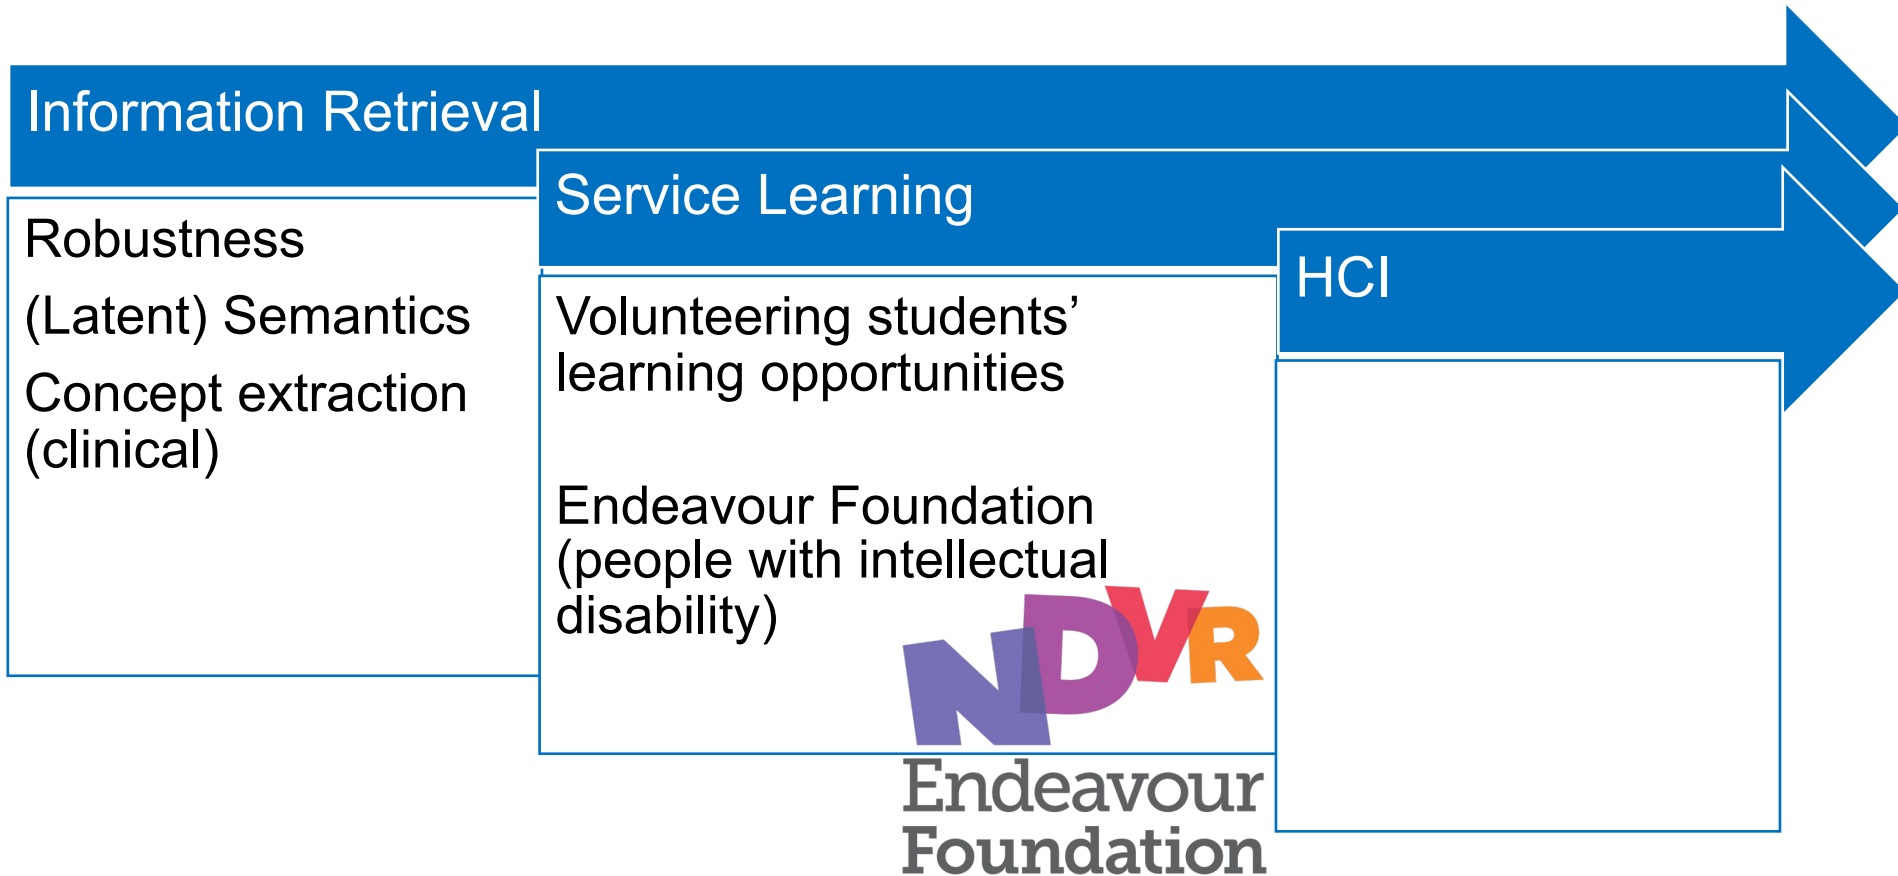 Information Retrieval
Robustness
(Latent) Semantics
Concept extraction
(clinical)
Service Learning
Volunteering students’
learning opportunities
Endeavour Foundation
(people with intellectual
disability)
NDVR
Endeavour
Foundation
HCI